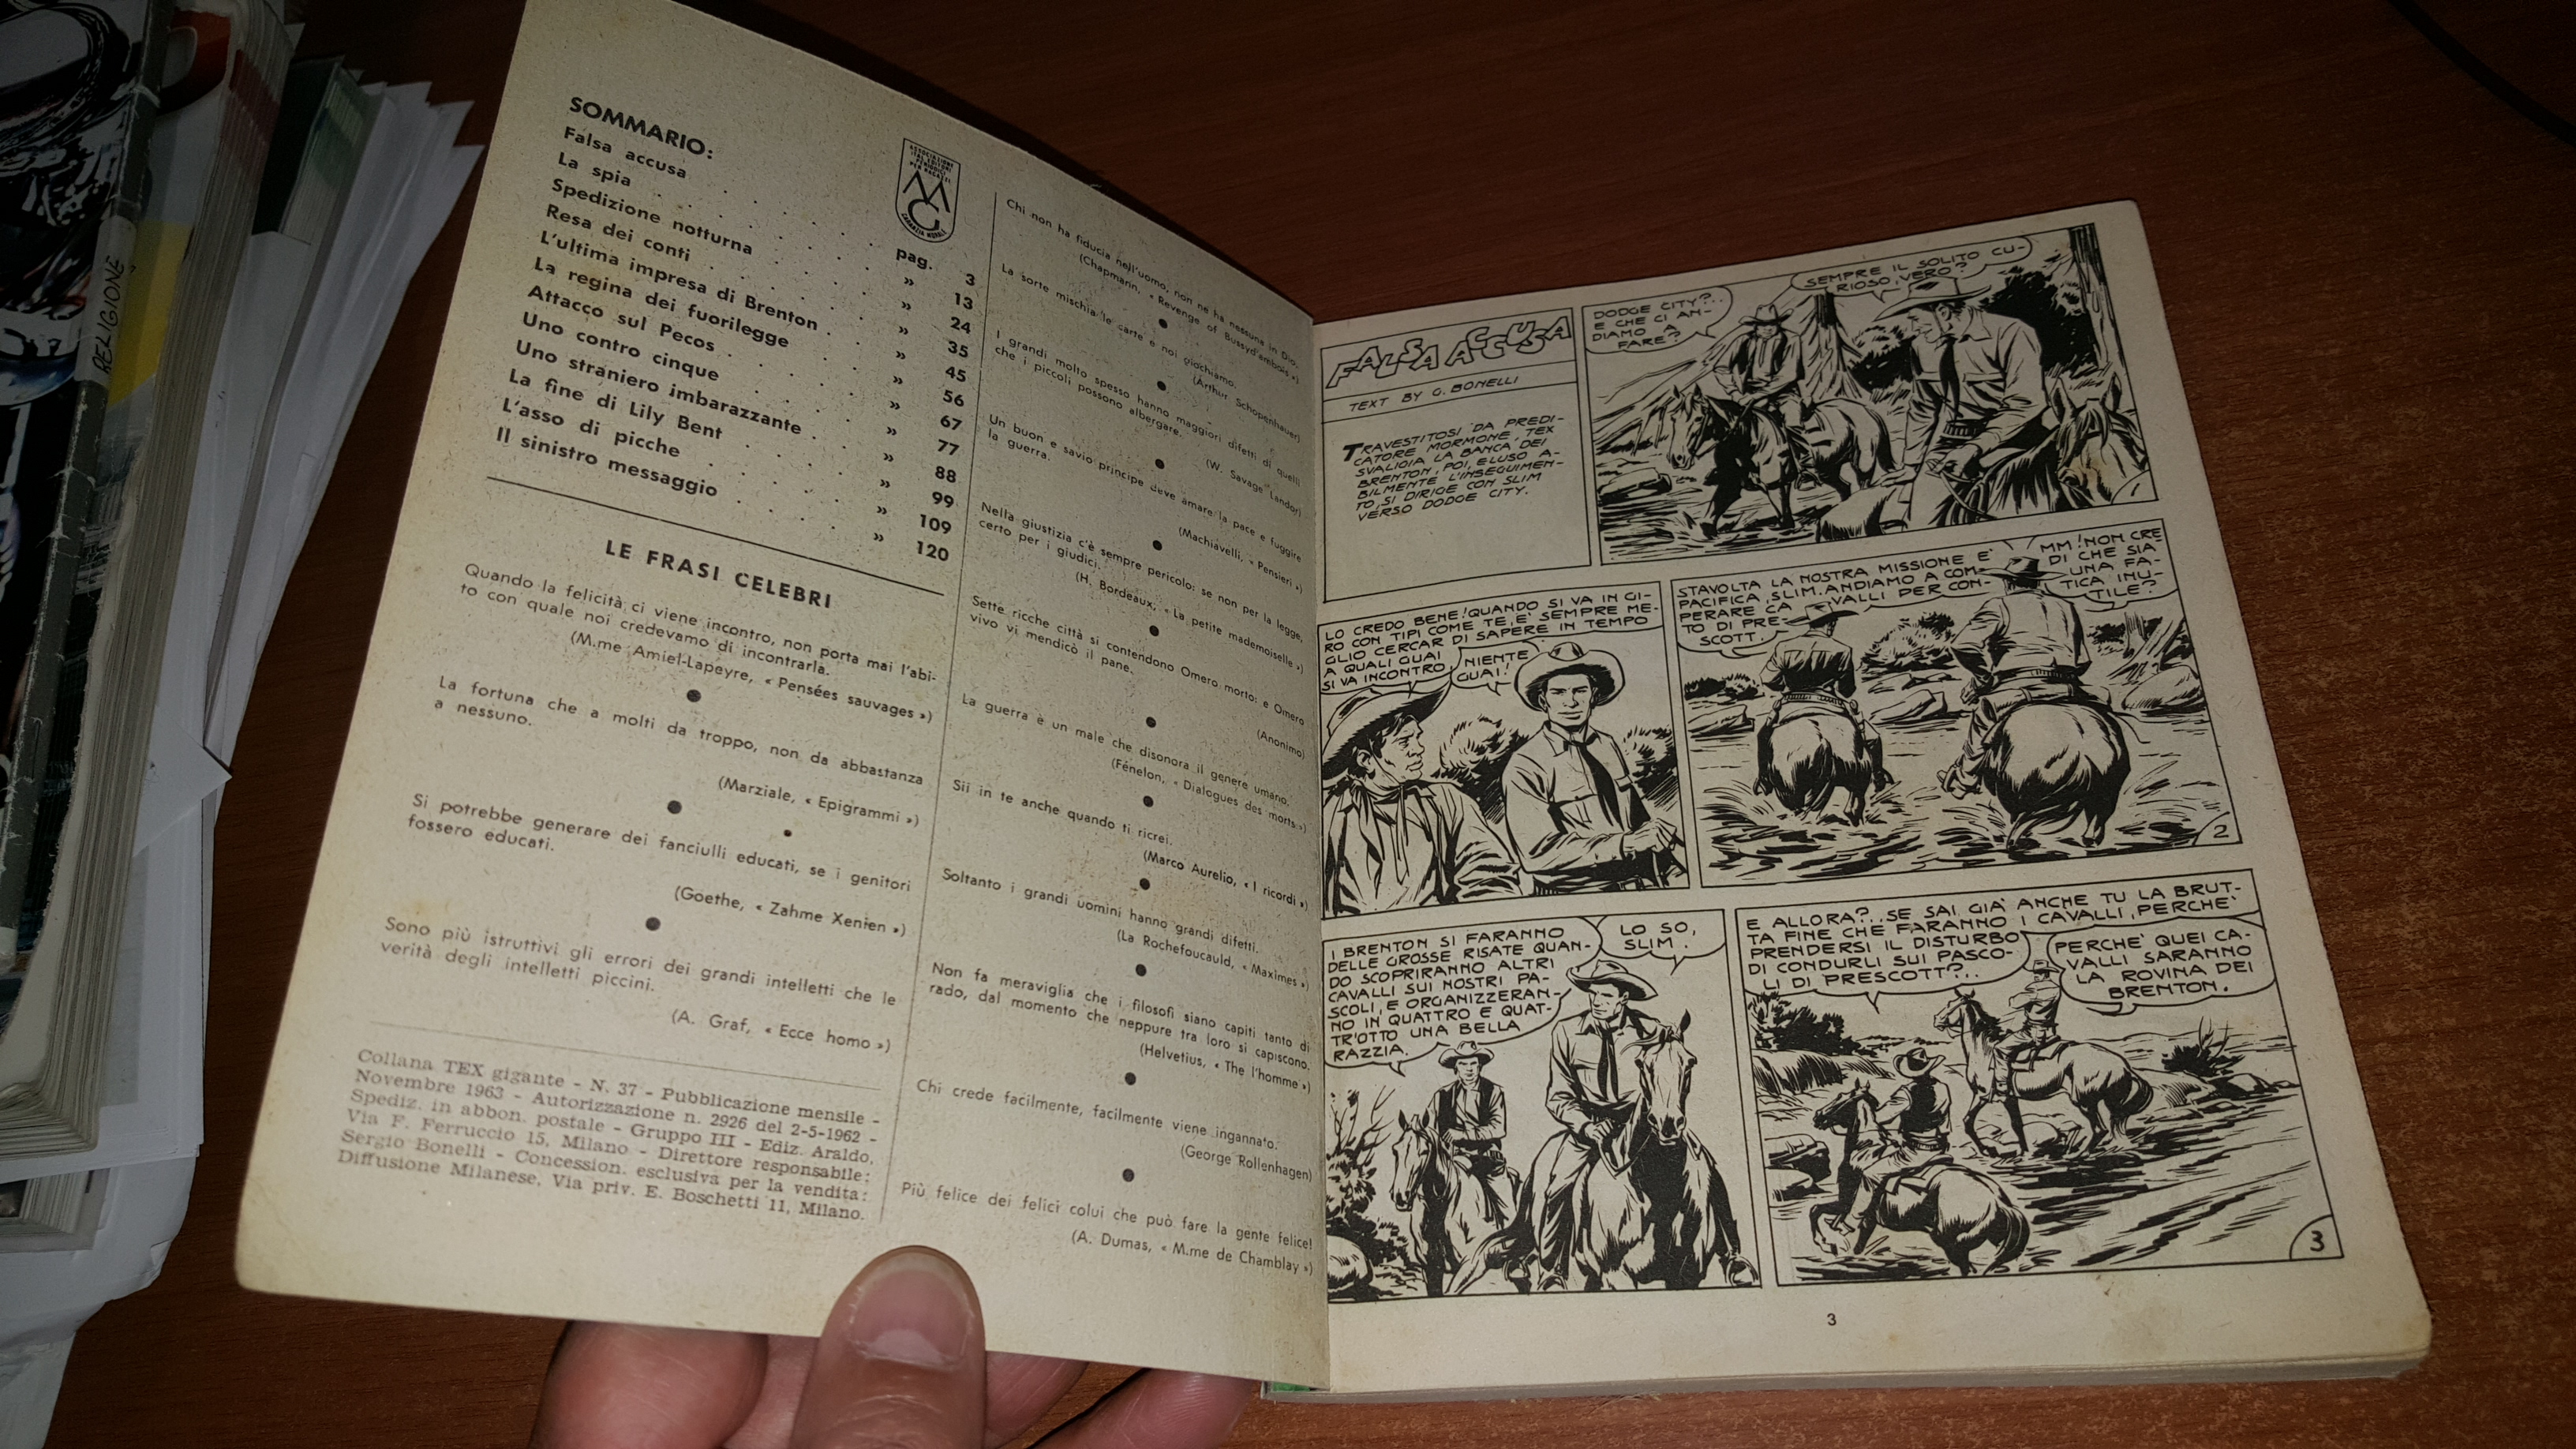 RELIGIONE
SOMMARIO:
Falsa accusa . . . . . . pag. 3
La spia . . . . . . » 13
Spedizione notturna . . . . » 24
Resa dei conti . . . . . » 35
L'ultima impresa di Brenton . . » 45
La regina dei fuorilegge . . . » 56
Attacco sul Pecos . . . . » 67
Uno contro cinque . . . . » 77
Uno straniero imbarazzante . . » 88
La fine di Lily Bent . . . . » 99
L'asso di picche . . . . . » 109
Il sinistro messaggio . . . . » 120
ASSOCIAZIONE
ITAL. EDITORI
PERIODICI
PER RAGAZZI
MG
GARANZIA MORALE
LE FRASI CELEBRI
Quando la felicità ci viene incontro, non porta mai l'abi-
to con quale noi credevamo di incontrarla.
(M.me Amiel-Lapeyre, « Pensées sauvages »)
La fortuna che a molti da troppo, non da abbastanza
a nessuno.
(Marziale, « Epigrammi »)
Si potrebbe generare dei fanciulli educati, se i genitori
fossero educati.
(Goethe, « Zahme Xenien »)
Sono più istruttivi gli errori dei grandi intelletti che le
verità degli intelletti piccini.
(A. Graf, « Ecce homo »)
Collana TEX gigante - N. 37 - Pubblicazione mensile -
Novembre 1963 - Autorizzazione n. 2926 del 2-5-1962 -
Spediz. in abbon. postale - Gruppo III - Ediz. Araldo,
Via F. Ferruccio 15, Milano - Direttore responsabile:
Sergio Bonelli - Concession. esclusiva per la vendita:
Diffusione Milanese, Via priv. E. Boschetti 11, Milano.
Chi non ha fiducia nell'uomo, non ne ha nessuna in Dio.
(Chapmann, « Revenge of Bussyd'ambois »)
La sorte mischia le carte e noi giochiamo.
(Arthur Schopenhauer)
I grandi molto spesso hanno maggiori difetti di quelli
che i piccoli possono albergare.
(W. Savage Landor)
Un buon e savio principe deve amare la pace e fuggire
la guerra.
(Machiavelli, « Pensieri »)
Nella giustizia c'è sempre pericolo; se non per la legge,
certo per i giudici.
(H. Bordeaux, « La petite mademoiselle »)
Sette ricche città si contendono Omero morto; e Omero
vivo vi mendicò il pane.
(Anonimo)
La guerra è un male che disonora il genere umano.
(Fénelon, « Dialogues des morts »)
Sii in te anche quando ti ricrei.
(Marco Aurelio, « I ricordi »)
Soltanto i grandi uomini hanno grandi difetti.
(La Rochefoucauld, « Maximes »)
Non fa meraviglia che i filosofi siano capiti tanto di
rado, dal momento che neppure tra loro si capiscono.
(Helvetius, « The l'homme »)
Chi crede facilmente, facilmente viene ingannato.
(George Rollenhagen)
Più felice dei felici colui che può fare la gente felice!
(A. Dumas, « M.me de Chamblay »)
FALSA ACCUSA
TEXT BY G. BONELLI
TRAVESTITOSI DA PREDI-
CATORE MORMONE, TEX
SVALIGIA LA BANCA DEI
BRENTON, POI, ELUSO A-
BILMENTE L'INSEGUIMEN-
TO, SI DIRIGE CON SLIM
VERSO DODGE CITY.
DODGE CITY?..
E CHE CI AN-
DIAMO A
FARE?
SEMPRE IL SOLITO CU-
RIOSO, VERO?
1
LO CREDO BENE! QUANDO SI VA IN GI-
RO CON TIPI COME TE, E' SEMPRE ME-
GLIO CERCAR DI SAPERE IN TEMPO
A QUALI GUAI
SI VA INCONTRO.
NIENTE
GUAI!
STAVOLTA LA NOSTRA MISSIONE E'
PACIFICA, SLIM. ANDIAMO A COM-
PERARE CAVALLI PER CON-
TO DI PRE-
SCOTT.
MM! NON CRE
DI CHE SIA
UNA FA-
TICA INU-
TILE?
2
I BRENTON SI FARANNO
DELLE GROSSE RISATE QUAN-
DO SCOPRIRANNO ALTRI
CAVALLI SUI NOSTRI PA-
SCOLI, E ORGANIZZERAN-
NO IN QUATTRO E QUAT-
TR'OTTO UNA BELLA
RAZZIA.
LO SO,
SLIM.
E ALLORA?.. SE SAI GIA' ANCHE TU LA BRUT-
TA FINE CHE FARANNO I CAVALLI, PERCHE'
PRENDERSI IL DISTURBO
DI CONDURLI SUI PASCO-
LI DI PRESCOTT?..
PERCHE' QUEI CA-
VALLI SARANNO
LA ROVINA DEI
BRENTON.
3
3